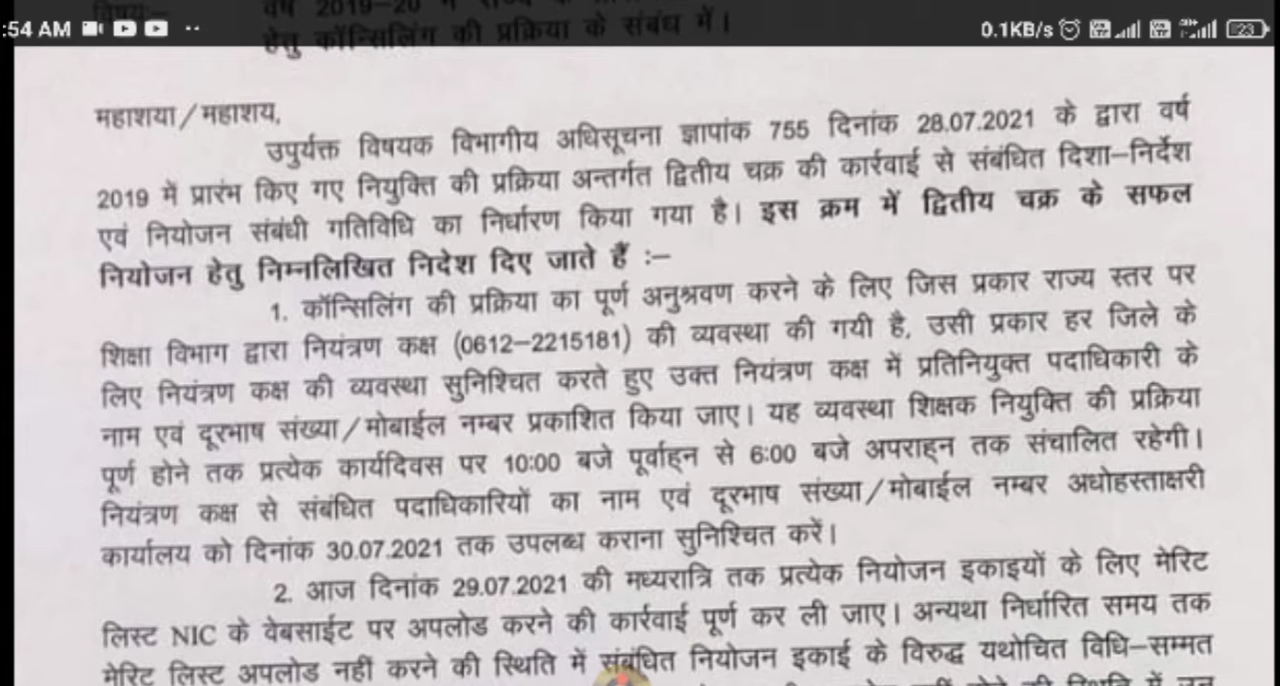 :54 AM
0.1KB/s
23
वर्ष 2019-20 में राज्य के
हेतु कॉन्सिलिंग की प्रक्रिया के संबंध में।
महाशया/महाशय,
उपुर्यक्त विषयक विभागीय अधिसूचना ज्ञापांक 755 दिनांक 28.07.2021 के द्वारा वर्ष
2019 में प्रारंभ किए गए नियुक्ति की प्रक्रिया अन्तर्गत द्वितीय चक्र की कार्रवाई से संबंधित दिशा–निर्देश
एवं नियोजन संबंधी गतिविधि का निर्धारण किया गया है। इस क्रम में द्वितीय चक्र के सफल
नियोजन हेतु निम्नलिखित निदेश दिए जाते हैं :–
1. कॉन्सिलिंग की प्रक्रिया का पूर्ण अनुश्रवण करने के लिए जिस प्रकार राज्य स्तर पर
शिक्षा विभाग द्वारा नियंत्रण कक्ष (0612–2215181) की व्यवस्था की गयी है, उसी प्रकार हर जिले के
लिए नियंत्रण कक्ष की व्यवस्था सुनिश्चित करते हुए उक्त नियंत्रण कक्ष में प्रतिनियुक्त पदाधिकारी के
नाम एवं दूरभाष संख्या/मोबाईल नम्बर प्रकाशित किया जाए। यह व्यवस्था शिक्षक नियुक्ति की प्रक्रिया
पूर्ण होने तक प्रत्येक कार्यदिवस पर 10:00 बजे पूर्वाह्न से 6:00 बजे अपराह्न तक संचालित रहेगी।
नियंत्रण कक्ष से संबंधित पदाधिकारियों का नाम एवं दूरभाष संख्या/मोबाईल नम्बर अधोहस्ताक्षरी
कार्यालय को दिनांक 30.07.2021 तक उपलब्ध कराना सुनिश्चित करें।
2. आज दिनांक 29.07.2021 की मध्यरात्रि तक प्रत्येक नियोजन इकाइयों के लिए मेरिट
लिस्ट NIC के वेबसाईट पर अपलोड करने की कार्रवाई पूर्ण कर ली जाए। अन्यथा निर्धारित समय तक
मेरिट लिस्ट अपलोड नहीं करने की स्थिति में संबंधित नियोजन इकाई के विरुद्ध यथोचित विधि–सम्मत